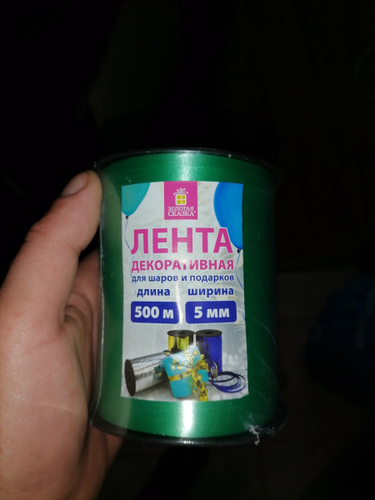 ЗОЛОТАЯ
СКАЗКА
ЛЕНТА
ДЕКОРАТИВНАЯ
для шаров и подарков
длина ширина
500 м 5 мм